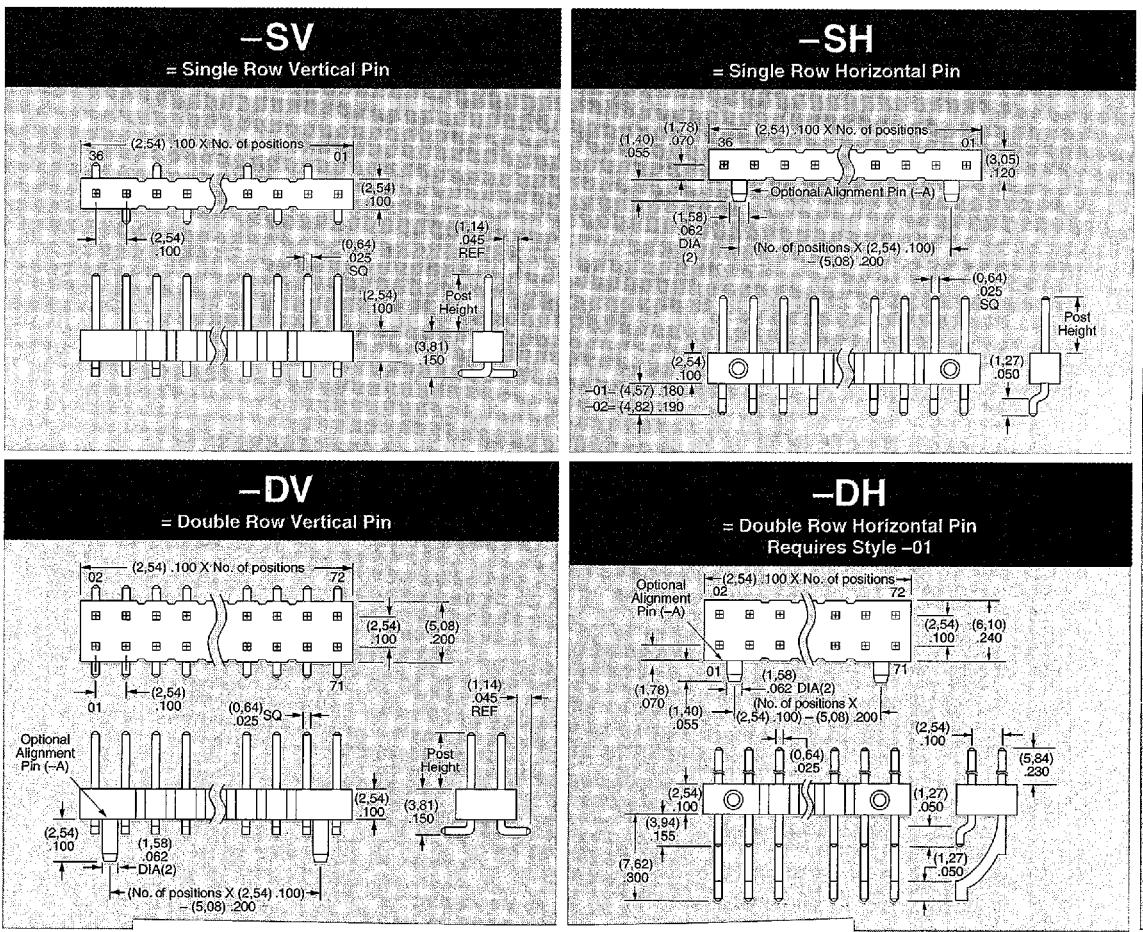 –SV
= Single Row Vertical Pin
(2,54) .100 X No. of positions
36
01
(2,54)
.100
(2,54)
.100
(0,64)
.025
SQ
(1,14)
.045
REF
(2,54)
.100
Post
Height
(3,81)
.150
–SH
= Single Row Horizontal Pin
(1,78)
.070
(1,40)
.055
(2,54) .100 X No. of positions
36
01
(3,05)
.120
Optional Alignment Pin (–A)
(1,58)
.062
DIA
(2)
(No. of positions X (2,54) .100)
– (5,08) .200
(0,64)
.025
SQ
Post
Height
(2,54)
.100
(1,27)
.050
–01= (4,57) .180
–02= (4,82) .190
–DV
= Double Row Vertical Pin
(2,54) .100 X No. of positions
02
72
(2,54)
.100
(5,08)
.200
01
71
(2,54)
.100
(0,64)
.025
SQ
(1,14)
.045
REF
Optional
Alignment
Pin (–A)
Post
Height
(2,54)
.100
(3,81)
.150
(2,54)
.100
(1,58)
.062
DIA(2)
(No. of positions X (2,54) .100)
– (5,08) .200
–DH
= Double Row Horizontal Pin
Requires Style –01
Optional
Alignment
Pin (–A)
(2,54) .100 X No. of positions
02
72
(2,54)
.100
(6,10)
.240
01
71
(1,78)
.070
(1,40)
.055
(1,58)
.062 DIA(2)
(No. of positions X
(2,54) .100) – (5,08) .200
(0,64)
.025
(2,54)
.100
(5,84)
.230
(2,54)
.100
(1,27)
.050
(3,94)
.155
(7,62)
.300
(1,27)
.050